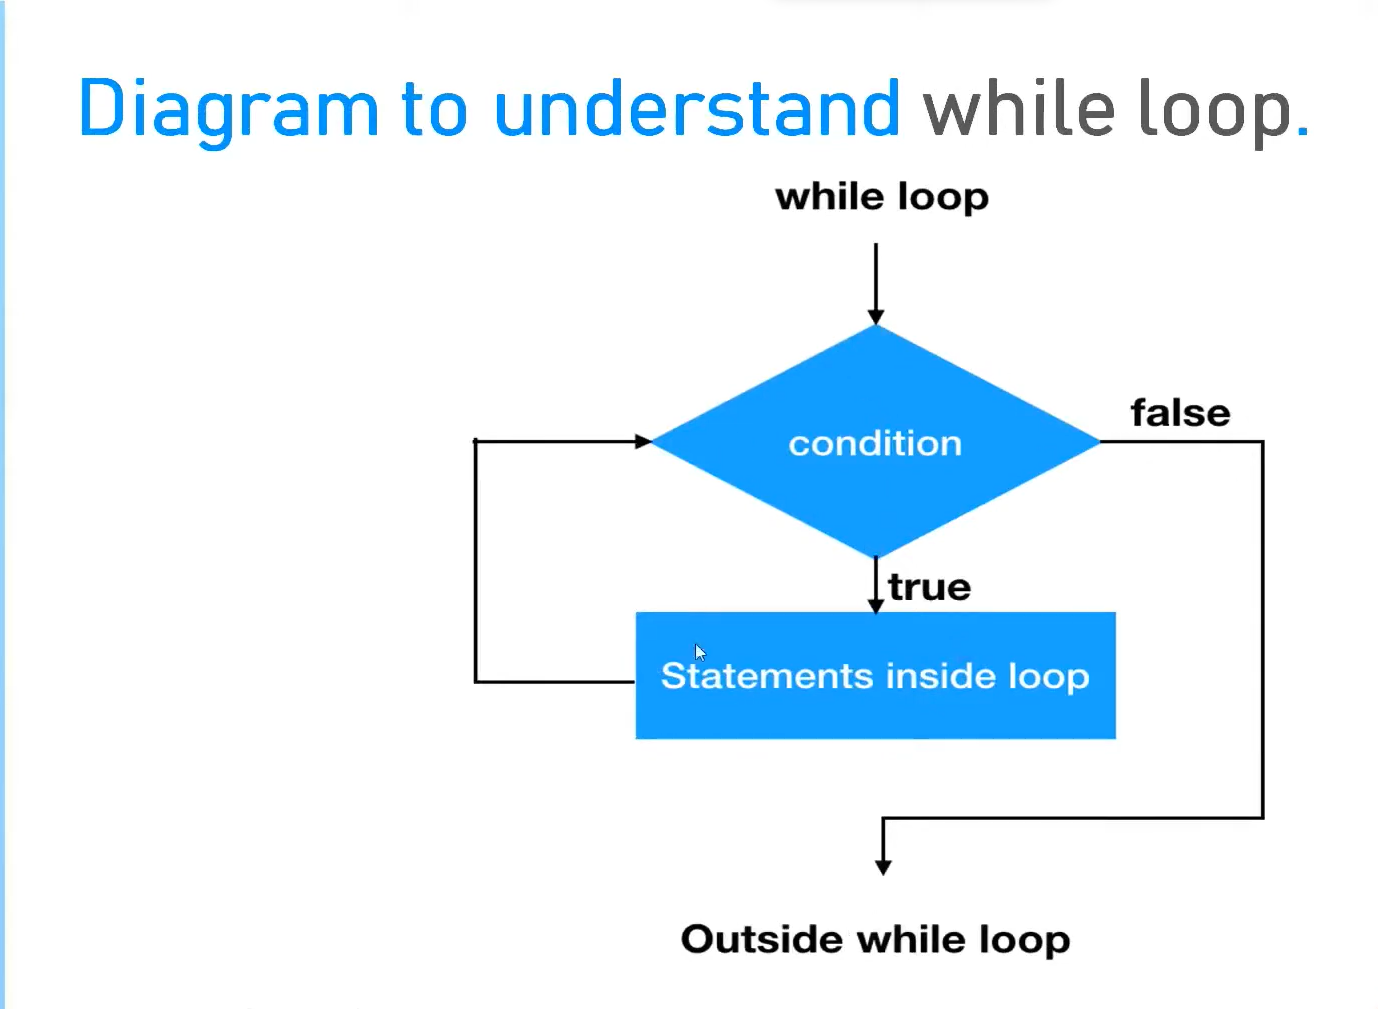 Diagram to understand while loop.
while loop
condition
false
true
Statements inside loop
Outside while loop